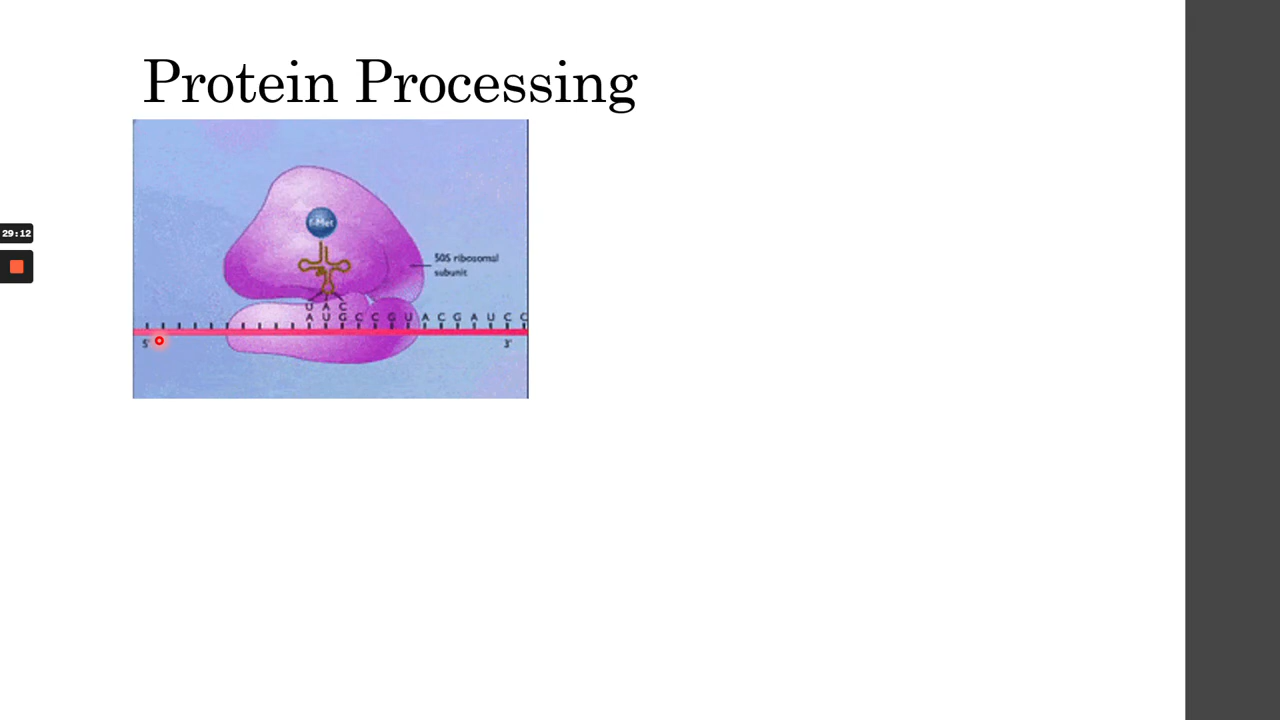 Protein Processing
f-Met
50S ribosomal
subunit
U A C
A U G C C G U A C G A U C C
5' 3'
29:12